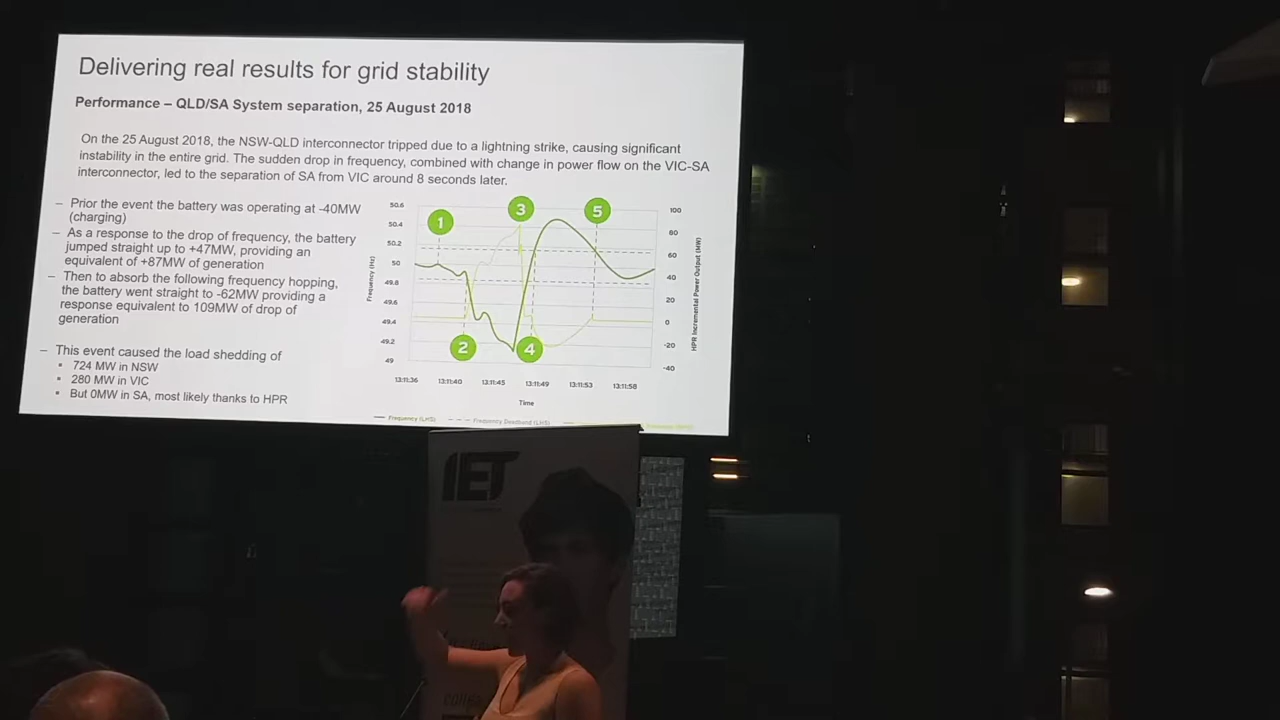 Delivering real results for grid stability
Performance – QLD/SA System separation, 25 August 2018
On the 25 August 2018, the NSW-QLD interconnector tripped due to a lightning strike, causing significant
instability in the entire grid. The sudden drop in frequency, combined with change in power flow on the VIC-SA
interconnector, led to the separation of SA from VIC around 8 seconds later.
– Prior the event the battery was operating at -40MW
(charging)
– As a response to the drop of frequency, the battery
jumped straight up to +47MW, providing an
equivalent of +87MW of generation
– Then to absorb the following frequency hopping,
the battery went straight to -62MW providing a
response equivalent to 109MW of drop of
generation
– This event caused the load shedding of
▪ 724 MW in NSW
▪ 280 MW in VIC
▪ But 0MW in SA, most likely thanks to HPR
50.6
50.4
50.2
50
49.8
49.6
49.4
49.2
49
Frequency (Hz)
1
2
3
4
5
100
80
60
40
20
0
-20
-40
HPR Incremental Power Output (MW)
13:11:36 13:11:40 13:11:45 13:11:49 13:11:53 13:11:58
Time
Frequency (LHS) Frequency Deadband (LHS)
IET